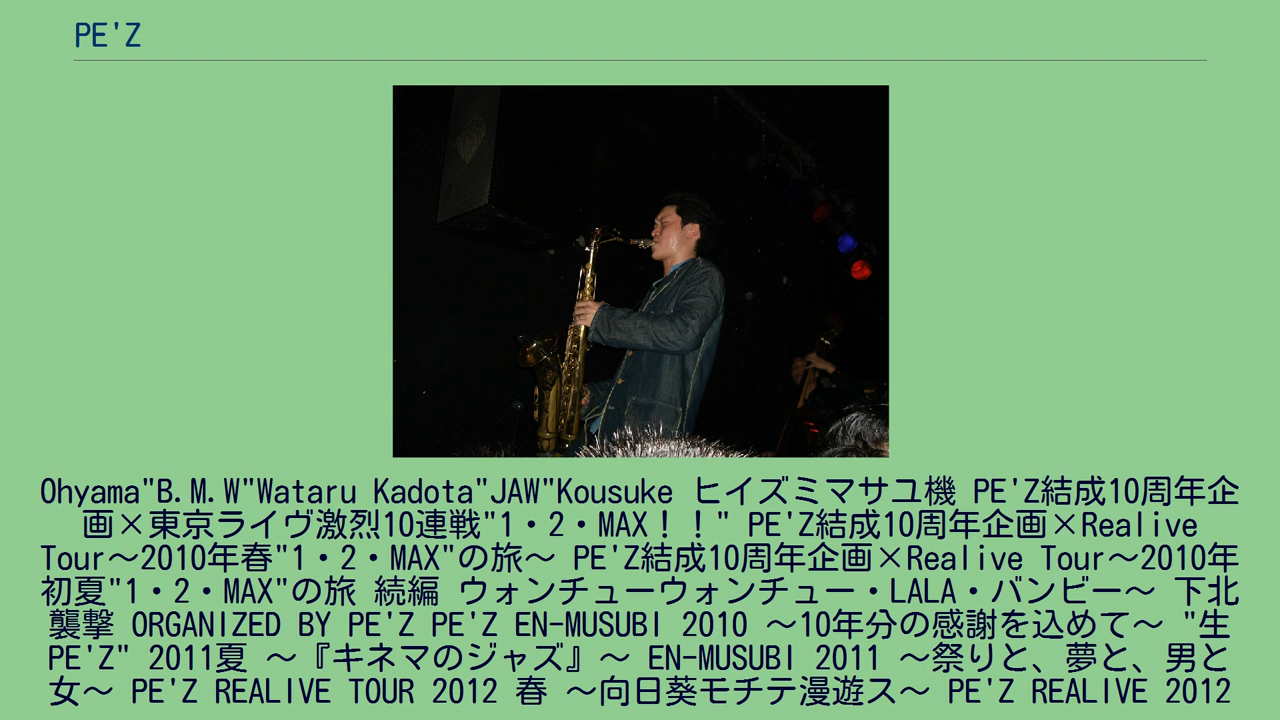 PE'Z
Ohyama"B.M.W"Wataru Kadota"JAW"Kousuke ヒイズミマサユ機 PE'Z結成10周年企
画×東京ライヴ激烈10連戦"1・2・MAX！！" PE'Z結成10周年企画×Realive
Tour～2010年春"1・2・MAX"の旅～ PE'Z結成10周年企画×Realive Tour～2010年
初夏"1・2・MAX"の旅 続編 ウォンチューウォンチュー・LALA・バンビー～ 下北
襲撃 ORGANIZED BY PE'Z PE'Z EN-MUSUBI 2010 ～10年分の感謝を込めて～ "生
PE'Z" 2011夏 ～『キネマのジャズ』～ EN-MUSUBI 2011 ～祭りと、夢と、男と
女～ PE'Z REALIVE TOUR 2012 春 ～向日葵モチテ漫遊ス～ PE'Z REALIVE 2012